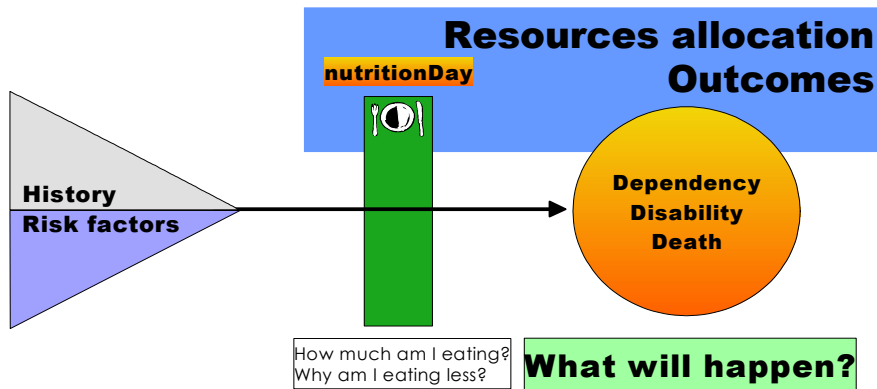 Resources allocation
Outcomes
nutritionDay
History
Risk factors
Dependency
Disability
Death
How much am I eating?
Why am I eating less?
What will happen?